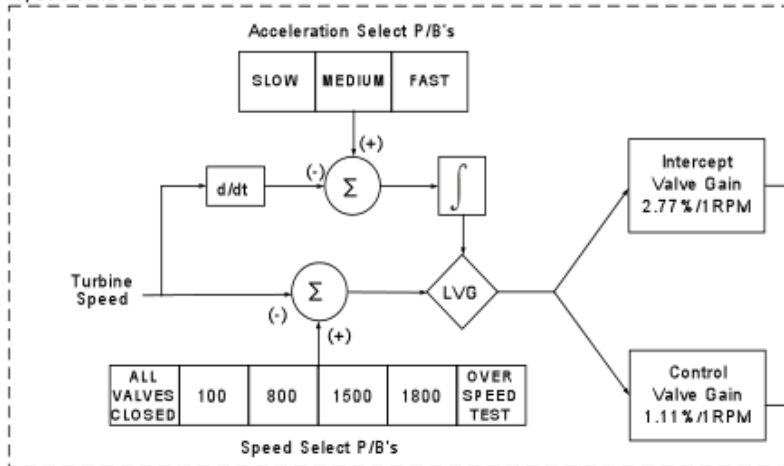 Acceleration Select P/B's
SLOW MEDIUM FAST
(+)
(-)
d/dt
Σ
∫
Intercept
Valve Gain
2.77%/1RPM
Turbine
Speed
Σ
LVG
(-)
(+)
ALL
VALVES
CLOSED
100
800
1500
1800
OVER
SPEED
TEST
Control
Valve Gain
1.11%/1RPM
Speed Select P/B's